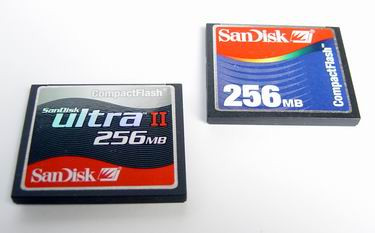 CompactFlash
SanDisk
ultra II
256MB
SanDisk
SanDisk
256MB
CompactFlash